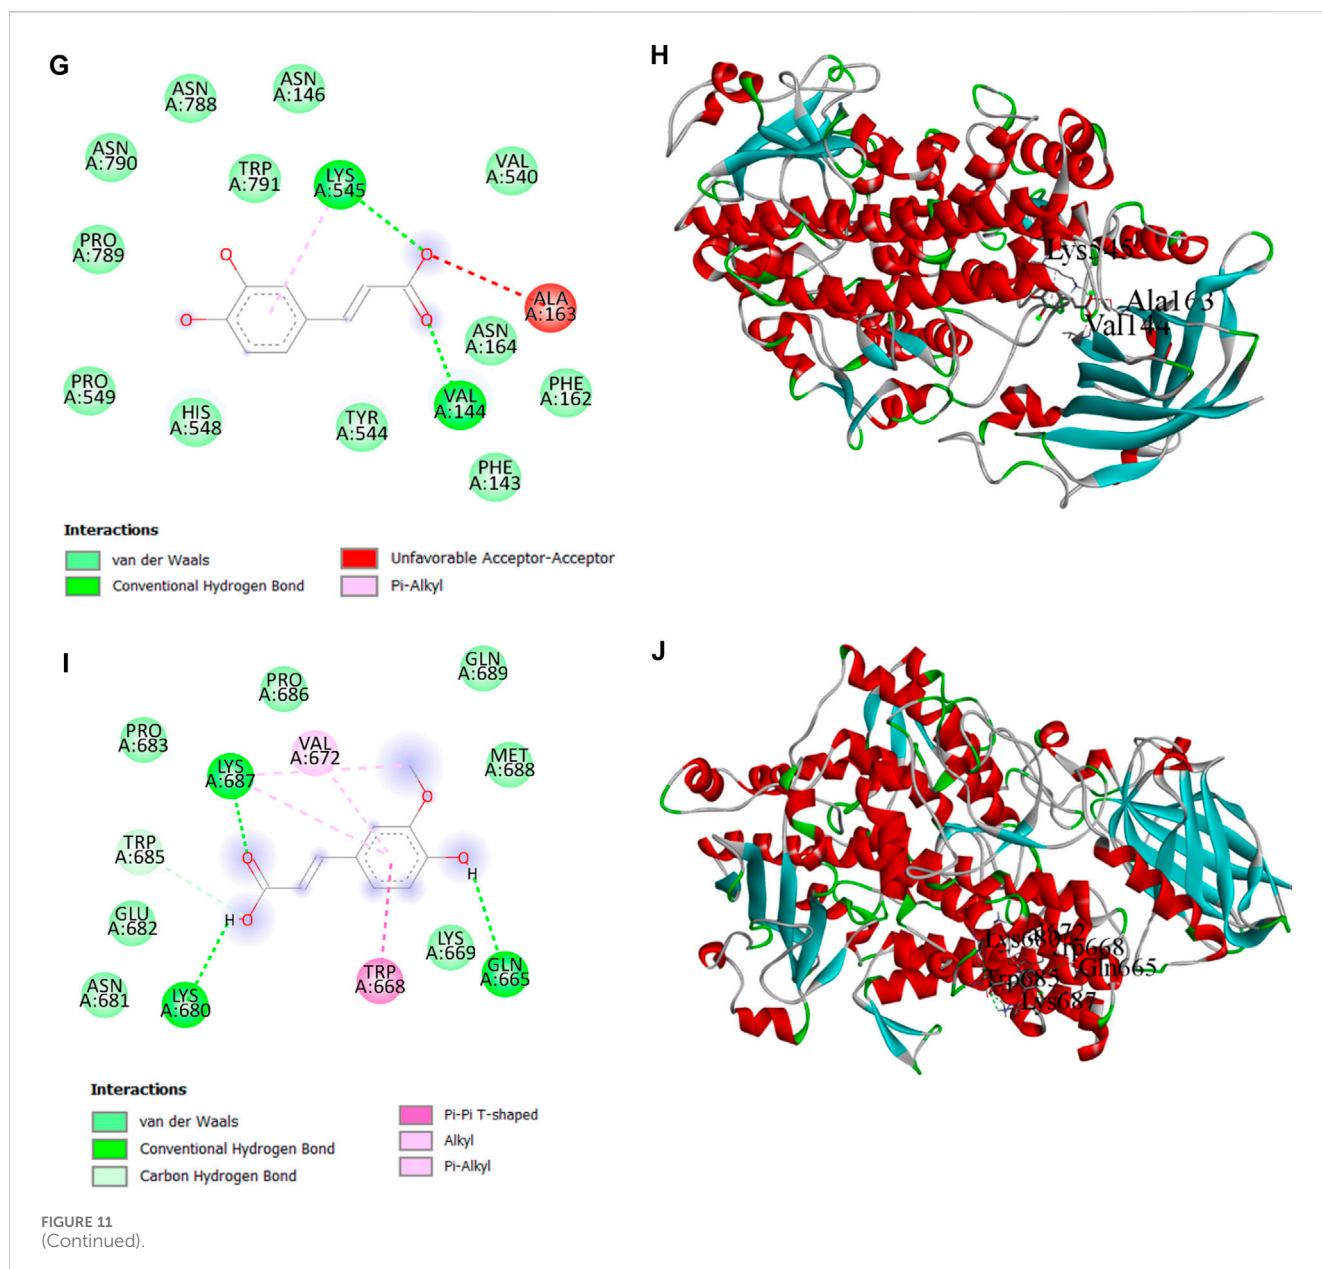 G
ASN
A:788
ASN
A:146
ASN
A:790
TRP
A:791
LYS
A:545
VAL
A:540
PRO
A:789
O
O
O
O
ALA
A:163
ASN
A:164
PRO
A:549
HIS
A:548
TYR
A:544
VAL
A:144
PHE
A:162
PHE
A:143
Interactions
van der Waals
Conventional Hydrogen Bond
Unfavorable Acceptor-Acceptor
Pi-Alkyl
H
Lys545
Ala163
Val144
I
PRO
A:686
GLN
A:689
PRO
A:683
LYS
A:687
VAL
A:672
MET
A:688
O
TRP
A:685
O
O
H
H
O
GLU
A:682
LYS
A:669
ASN
A:681
LYS
A:680
TRP
A:668
GLN
A:665
Interactions
van der Waals
Conventional Hydrogen Bond
Carbon Hydrogen Bond
Pi-Pi T-shaped
Alkyl
Pi-Alkyl
J
Lys680
Trp668
Gln665
Trp685
Lys687
FIGURE 11
(Continued).